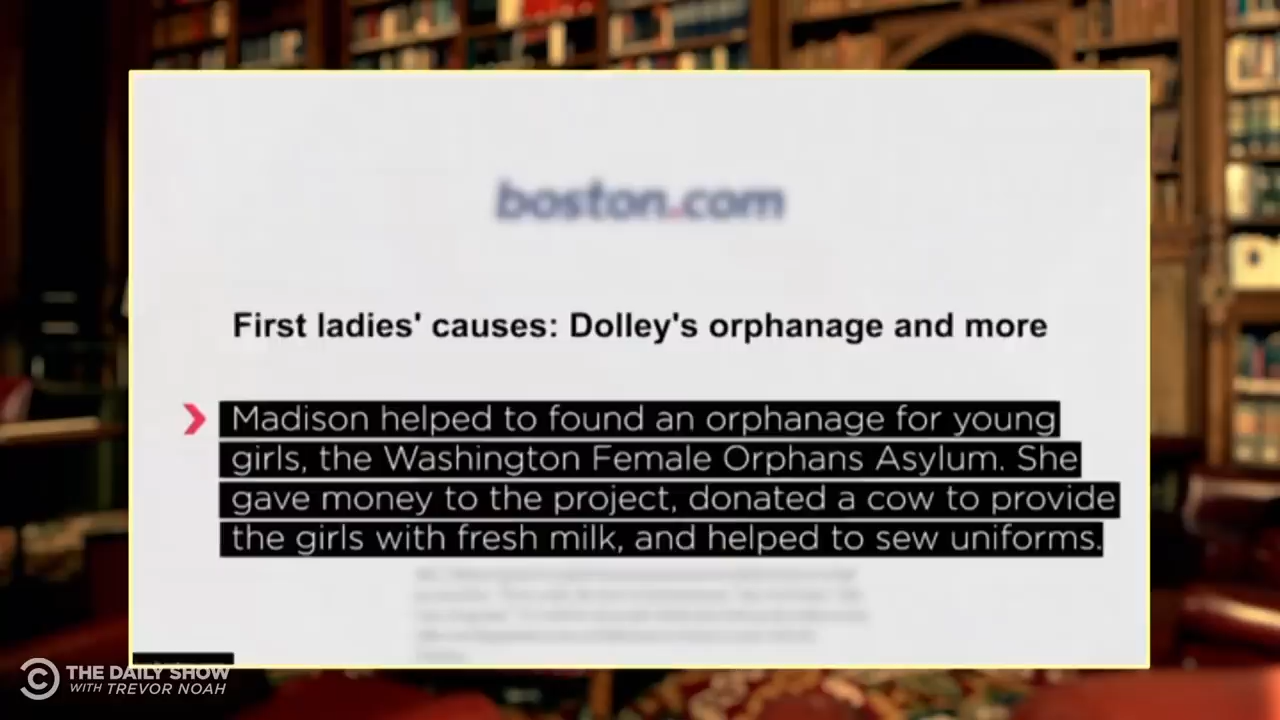 boston.com
First ladies' causes: Dolley's orphanage and more
Madison helped to found an orphanage for young
girls, the Washington Female Orphans Asylum. She
gave money to the project, donated a cow to provide
the girls with fresh milk, and helped to sew uniforms.
THE DAILY SHOW
WITH TREVOR NOAH